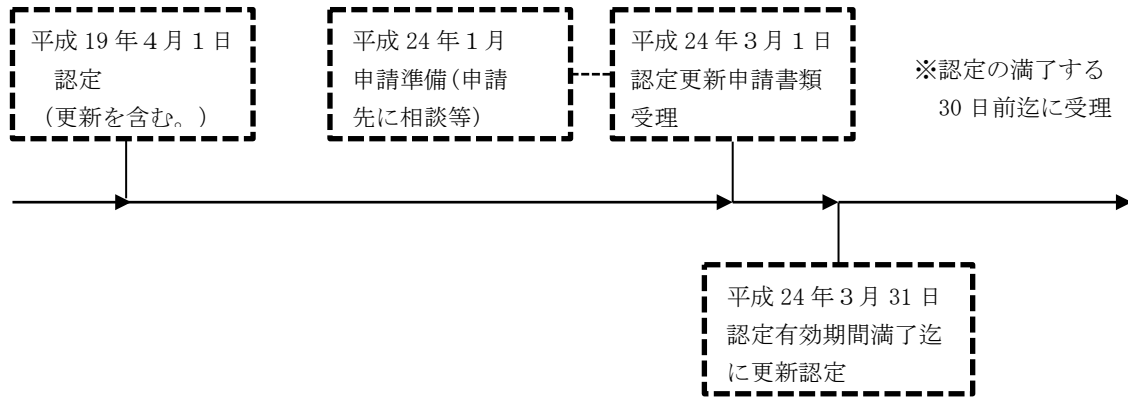 平成 19 年４月１日
認定
（更新を含む。）
平成 24 年１月
申請準備（申請
先に相談等）
平成 24 年３月１日
認定更新申請書類
受理
※認定の満了する
30 日前迄に受理
平成 24 年３月 31 日
認定有効期間満了迄
に更新認定